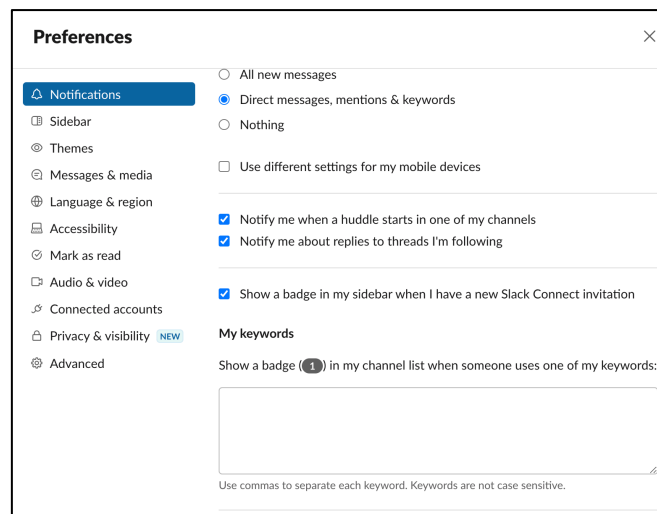 Preferences
Notifications
Sidebar
Themes
Messages & media
Language & region
Accessibility
Mark as read
Audio & video
Connected accounts
Privacy & visibility NEW
Advanced
All new messages
Direct messages, mentions & keywords
Nothing
Use different settings for my mobile devices
Notify me when a huddle starts in one of my channels
Notify me about replies to threads I'm following
Show a badge in my sidebar when I have a new Slack Connect invitation
My keywords
Show a badge (1) in my channel list when someone uses one of my keywords:
Use commas to separate each keyword. Keywords are not case sensitive.